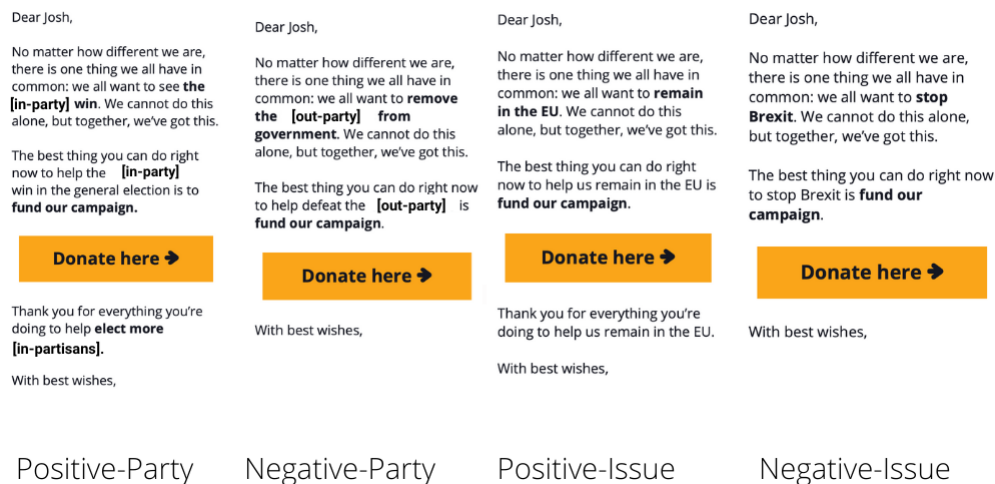 Dear Josh,
No matter how different we are,
there is one thing we all have in
common: we all want to see the
[in-party] win. We cannot do this
alone, but together, we've got this.
The best thing you can do right
now to help the [in-party]
win in the general election is to
fund our campaign.
Donate here →
Thank you for everything you're
doing to help elect more
[in-partisans].
With best wishes,
Positive-Party
Dear Josh,
No matter how different we are,
there is one thing we all have in
common: we all want to remove
the [out-party] from
government. We cannot do this
alone, but together, we've got this.
The best thing you can do right now
to help defeat the [out-party] is
fund our campaign.
Donate here →
With best wishes,
Negative-Party
Dear Josh,
No matter how different we are,
there is one thing we all have in
common: we all want to remain
in the EU. We cannot do this
alone, but together, we've got this.
The best thing you can do right
now to help us remain in the EU is
fund our campaign.
Donate here →
Thank you for everything you're
doing to help us remain in the EU.
With best wishes,
Positive-Issue
Dear Josh,
No matter how different we are,
there is one thing we all have in
common: we all want to stop
Brexit. We cannot do this alone,
but together, we've got this.
The best thing you can do right now
to stop Brexit is fund our
campaign.
Donate here →
With best wishes,
Negative-Issue